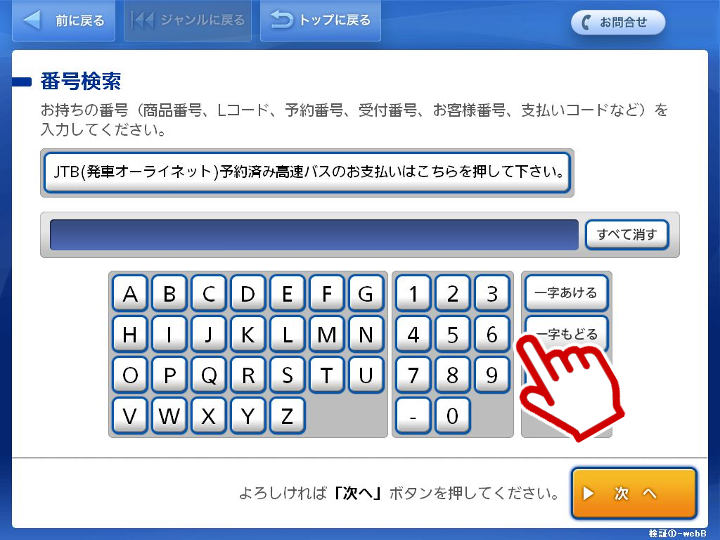 前に戻る
ジャンルに戻る
トップに戻る
お問合せ
番号検索
お持ちの番号（商品番号、Lコード、予約番号、受付番号、お客様番号、支払いコードなど）を
入力してください。
JTB(発車オーライネット)予約済み高速バスのお支払いはこちらを押して下さい。
すべて消す
A B C D E F G 1 2 3 一字あける
H I J K L M N 4 5 6 一字もどる
O P Q R S T U 7 8 9
V W X Y Z - 0
よろしければ「次へ」ボタンを押してください。
次 へ
検証①-webB